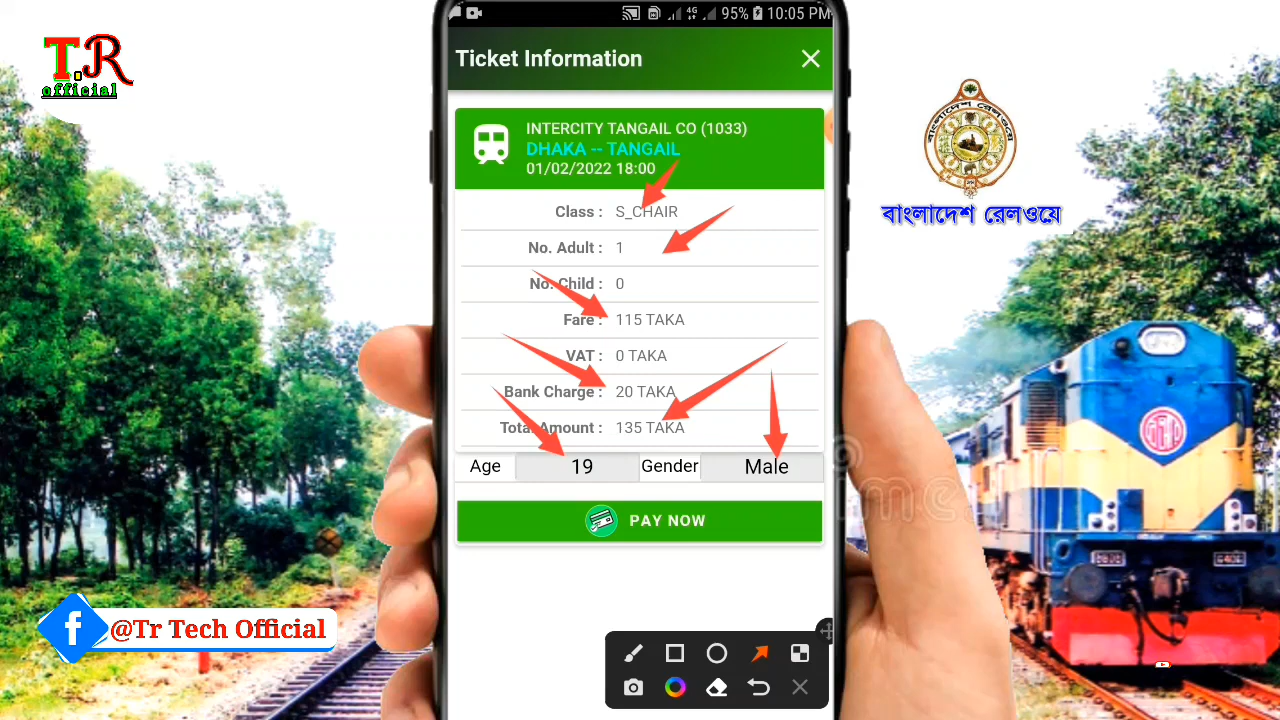 T.R
official
4G 95% 10:05 PM
Ticket Information
INTERCITY TANGAIL CO (1033)
DHAKA -- TANGAIL
01/02/2022 18:00
Class : S_CHAIR
No. Adult : 1
No. Child : 0
Fare : 115 TAKA
VAT : 0 TAKA
Bank Charge : 20 TAKA
Total Amount : 135 TAKA
Age 19 Gender Male
PAY NOW
বাংলাদেশ রেলওয়ে
বাংলাদেশ রেলওয়ে
f @Tr Tech Official